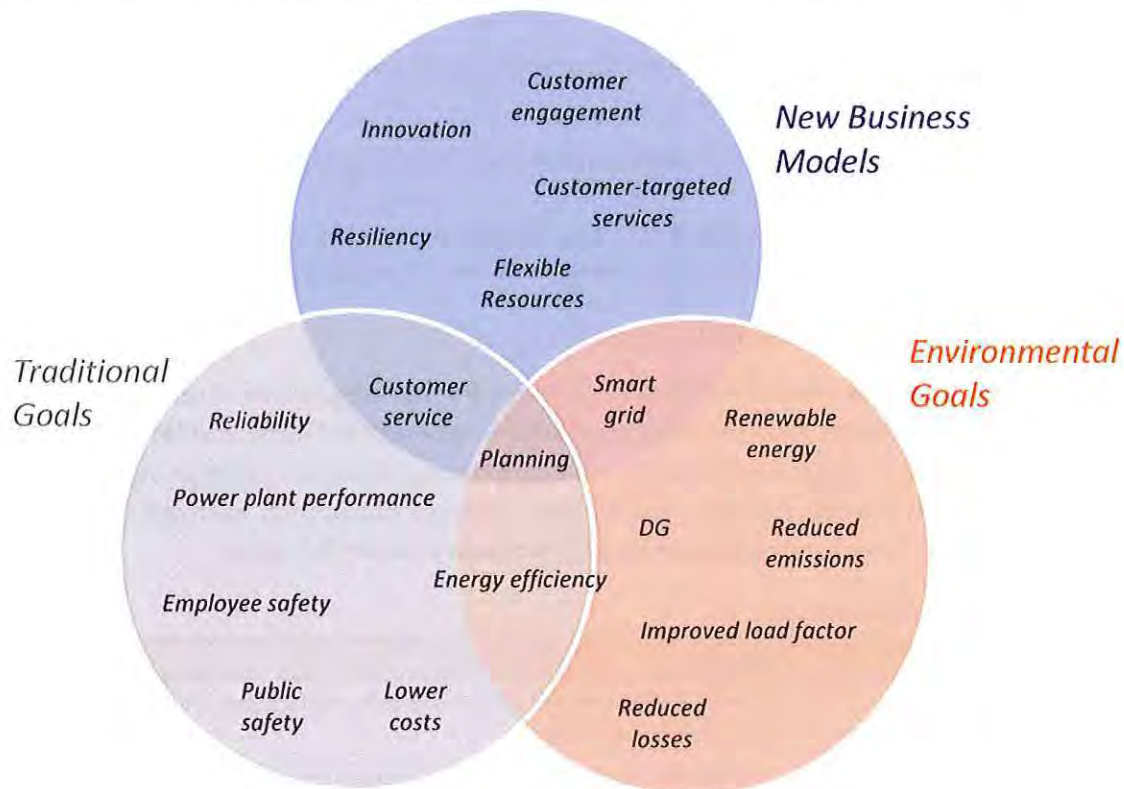 Customer
engagement
Innovation
New Business
Models
Customer-targeted
services
Resiliency
Flexible
Resources
Traditional
Goals
Environmental
Goals
Customer
service
Smart
grid
Reliability
Renewable
energy
Planning
Power plant performance
DG
Reduced
emissions
Energy efficiency
Employee safety
Improved load factor
Public
safety
Lower
costs
Reduced
losses